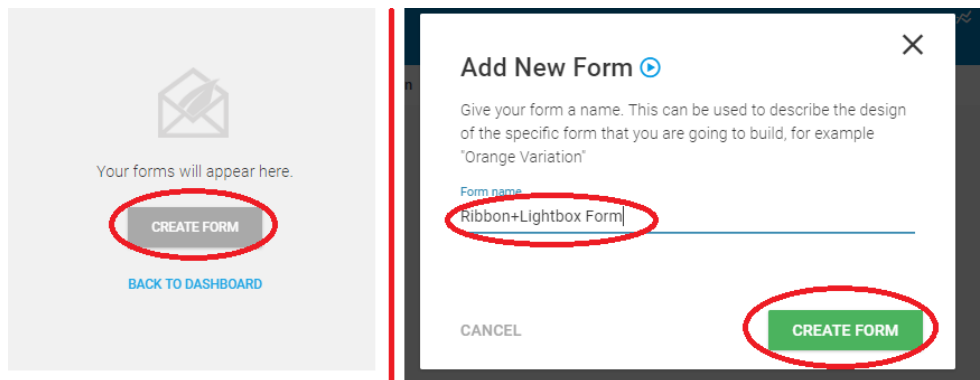 Your forms will appear here.
CREATE FORM
BACK TO DASHBOARD
n
Add New Form
Give your form a name. This can be used to describe the design
of the specific form that you are going to build, for example
"Orange Variation"
Form name
Ribbon+Lightbox Form
CANCEL
CREATE FORM